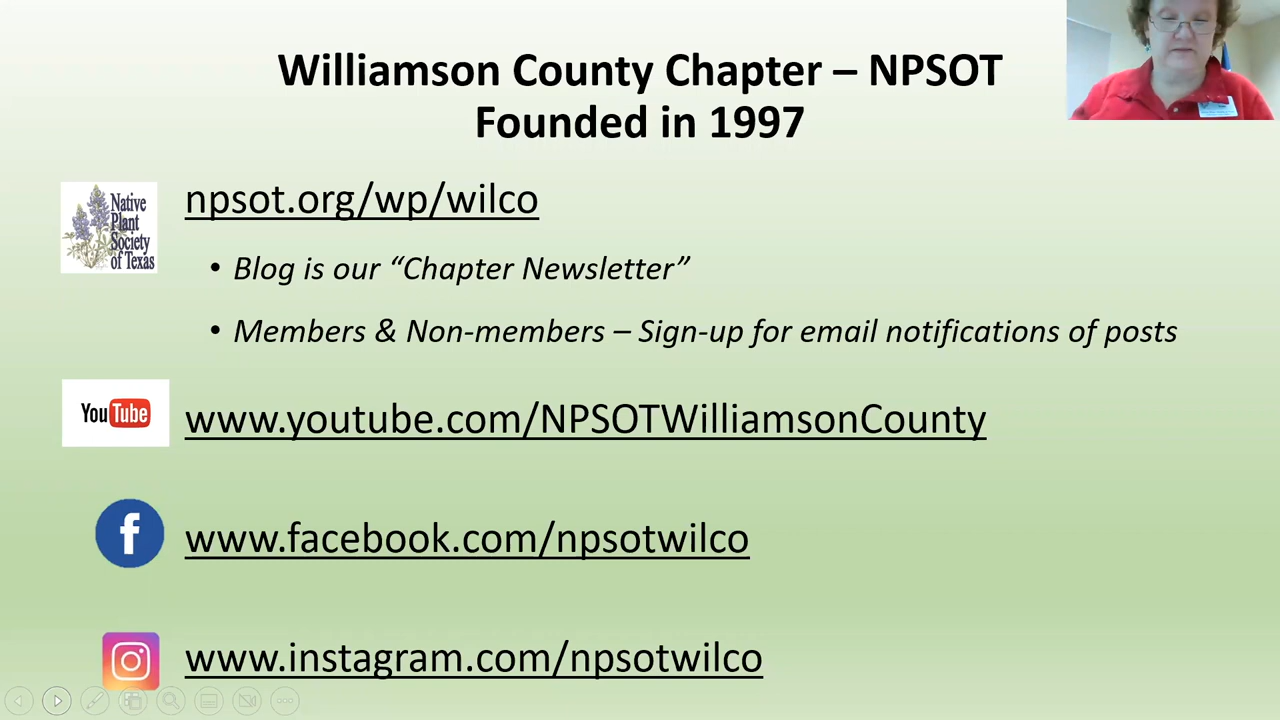 Williamson County Chapter – NPSOT
Founded in 1997
Native
Plant
Society
of Texas
npsot.org/wp/wilco
• Blog is our “Chapter Newsletter”
• Members & Non-members – Sign-up for email notifications of posts
YouTube
www.youtube.com/NPSOTWilliamsonCounty
f
www.facebook.com/npsotwilco
www.instagram.com/npsotwilco